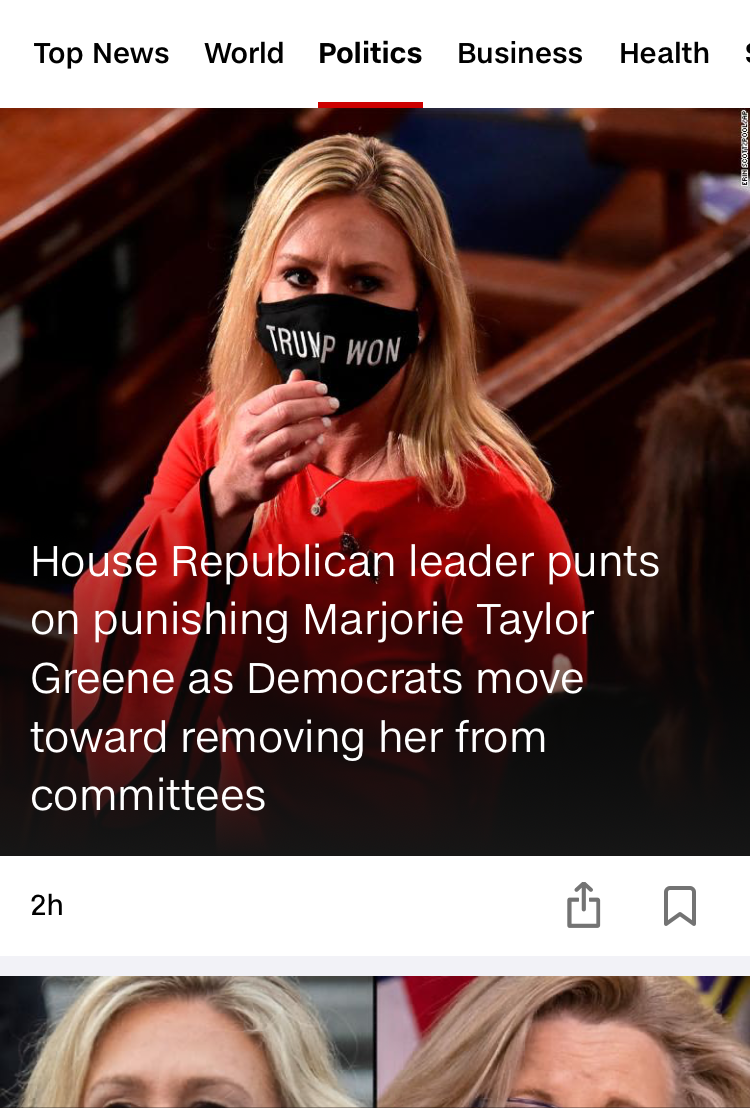 Top News World Politics Business Health
ERIN SCOTT/POOL/AP
TRUMP WON
House Republican leader punts
on punishing Marjorie Taylor
Greene as Democrats move
toward removing her from
committees
2h